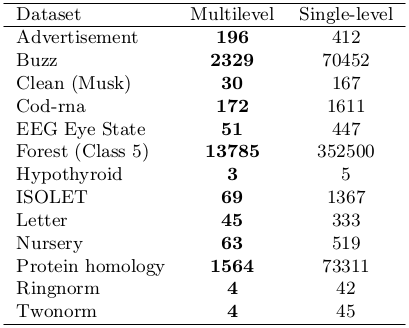 Dataset Multilevel Single-level
Advertisement 196 412
Buzz 2329 70452
Clean (Musk) 30 167
Cod-rna 172 1611
EEG Eye State 51 447
Forest (Class 5) 13785 352500
Hypothyroid 3 5
ISOLET 69 1367
Letter 45 333
Nursery 63 519
Protein homology 1564 73311
Ringnorm 4 42
Twonorm 4 45